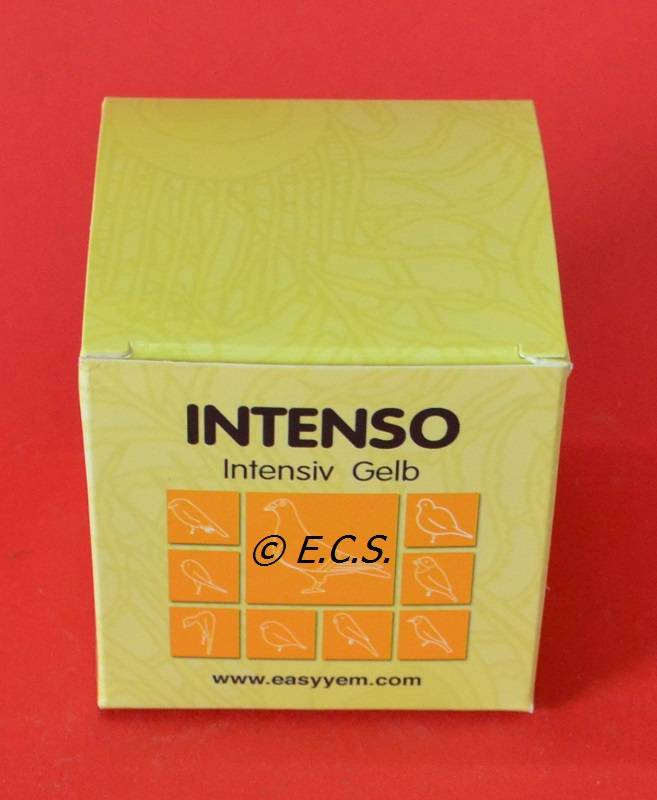 INTENSO
Intensiv Gelb
© E.C.S.
www.easyyem.com